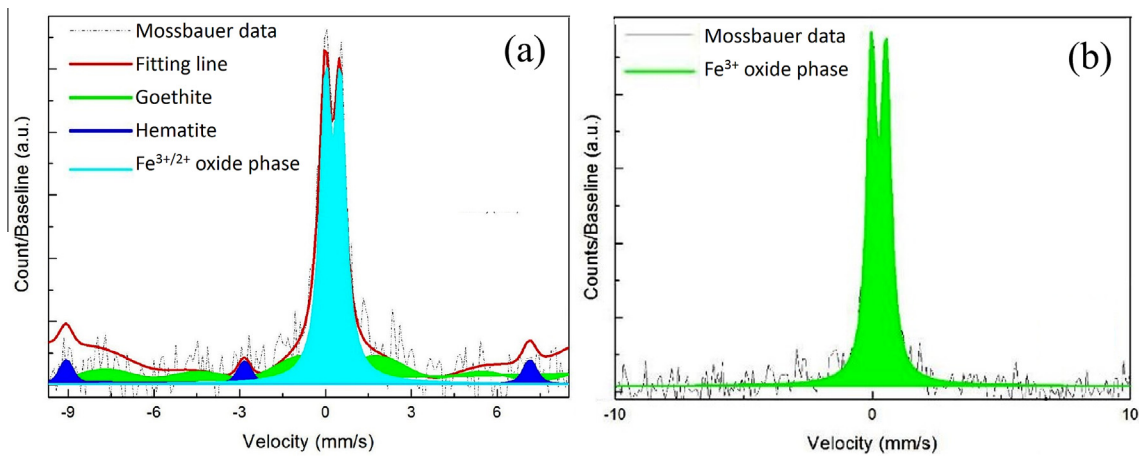 Mossbauer data
Fitting line
Goethite
Hematite
Fe³⁺/²⁺ oxide phase
(a)
Count/Baseline (a.u.)
-9 -6 -3 0 3 6
Velocity (mm/s)
Mossbauer data
Fe³⁺ oxide phase
(b)
Counts/Baseline (a.u.)
-10 0 10
Velocity (mm/s)